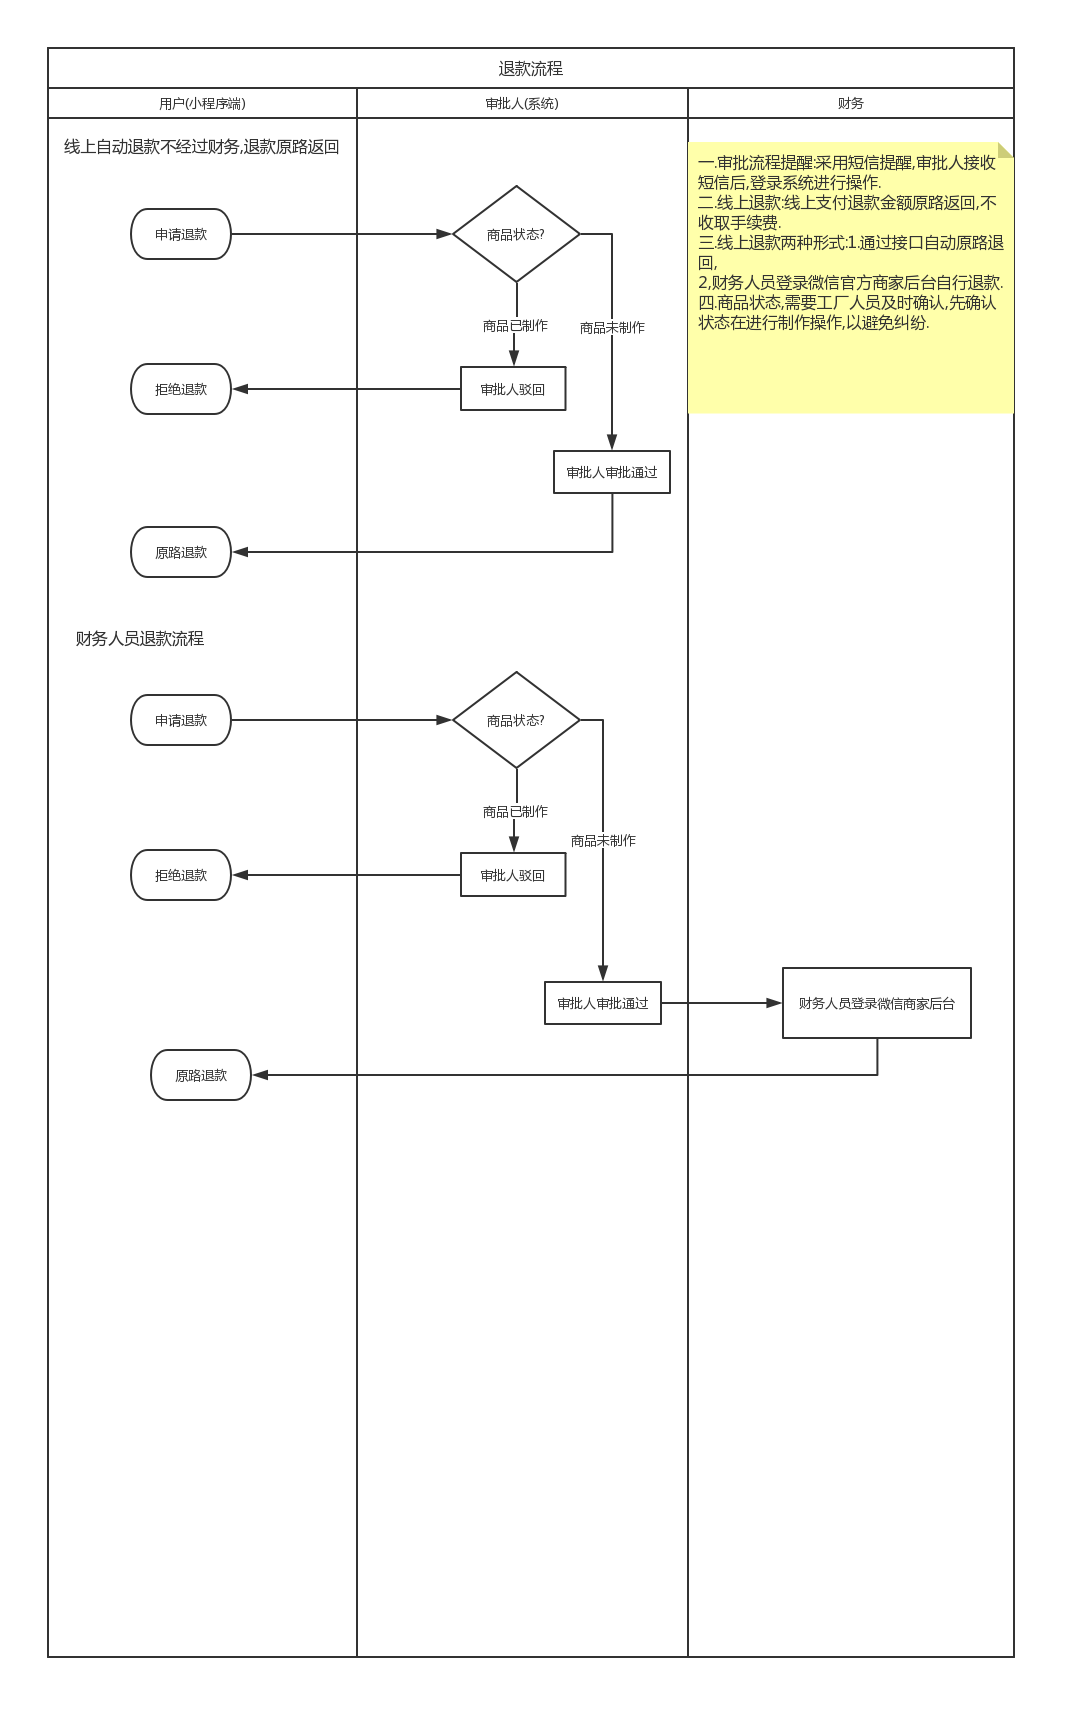 退款流程
用户(小程序端)
审批人(系统)
财务
线上自动退款不经过财务,退款原路返回
一.审批流程提醒:采用短信提醒,审批人接收
短信后,登录系统进行操作.
二.线上退款:线上支付退款金额原路返回,不
收取手续费.
三.线上退款两种形式:1.通过接口自动原路退
回,
2,财务人员登录微信官方商家后台自行退款.
四.商品状态,需要工厂人员及时确认,先确认
状态在进行制作操作,以避免纠纷.
申请退款
商品状态?
商品已制作
商品未制作
拒绝退款
审批人驳回
审批人审批通过
原路退款
财务人员退款流程
申请退款
商品状态?
商品已制作
商品未制作
拒绝退款
审批人驳回
审批人审批通过
财务人员登录微信商家后台
原路退款